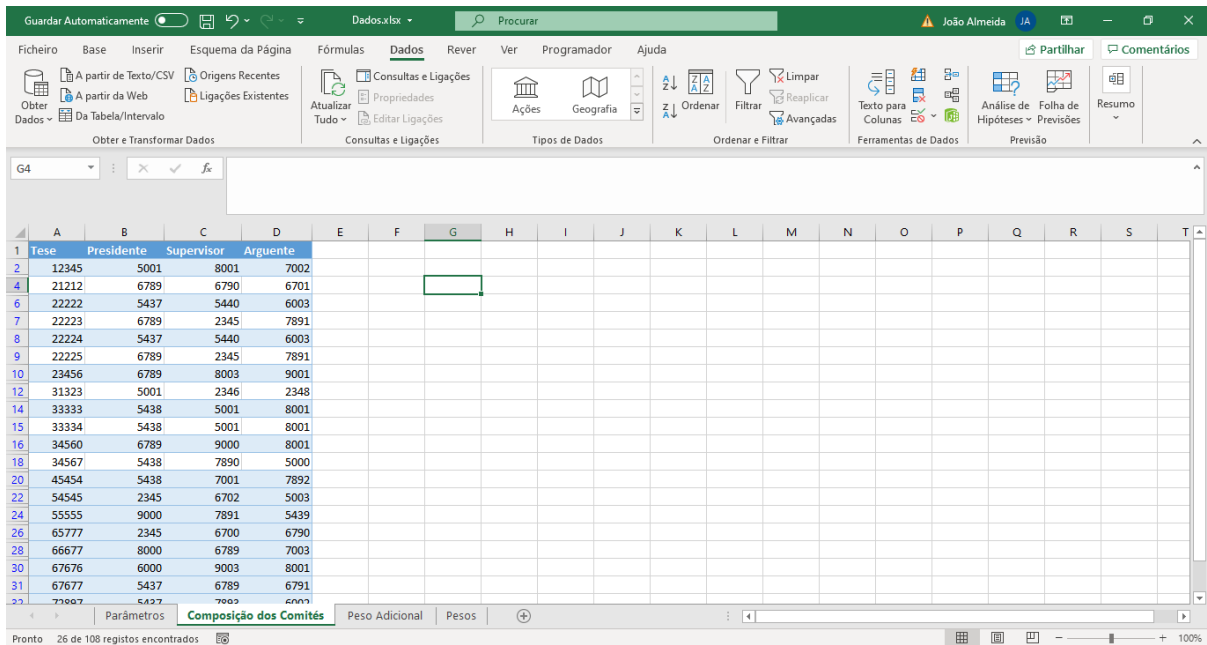 Guardar Automaticamente Dados.xlsx Procurar João Almeida JA
Ficheiro Base Inserir Esquema da Página Fórmulas Dados Rever Ver Programador Ajuda Partilhar Comentários
Obter Dados
A partir de Texto/CSV
A partir da Web
Da Tabela/Intervalo
Origens Recentes
Ligações Existentes
Obter e Transformar Dados
Atualizar Tudo
Consultas e Ligações
Propriedades
Editar Ligações
Consultas e Ligações
Ações Geografia
Tipos de Dados
Ordenar
Filtrar
Limpar
Reaplicar
Avançadas
Ordenar e Filtrar
Texto para Colunas
Ferramentas de Dados
Análise de Hipóteses
Folha de Previsões
Previsão
Resumo
G4 fx
A B C D E F G H I J K L M N O P Q R S T
1 Tese Presidente Supervisor Arguente
2 12345 5001 8001 7002
4 21212 6789 6790 6701
6 22222 5437 5440 6003
7 22223 6789 2345 7891
8 22224 5437 5440 6003
9 22225 6789 2345 7891
10 23456 6789 8003 9001
12 31323 5001 2346 2348
14 33333 5438 5001 8001
15 33334 5438 5001 8001
16 34560 6789 9000 8001
18 34567 5438 7890 5000
20 45454 5438 7001 7892
22 54545 2345 6702 5003
24 55555 9000 7891 5439
26 65777 2345 6700 6790
28 66677 8000 6789 7003
30 67676 6000 9003 8001
31 67677 5437 6789 6791
32 72897 5437 7893 6002
Parâmetros Composição dos Comités Peso Adicional Pesos
Pronto 26 de 108 registos encontrados 100%